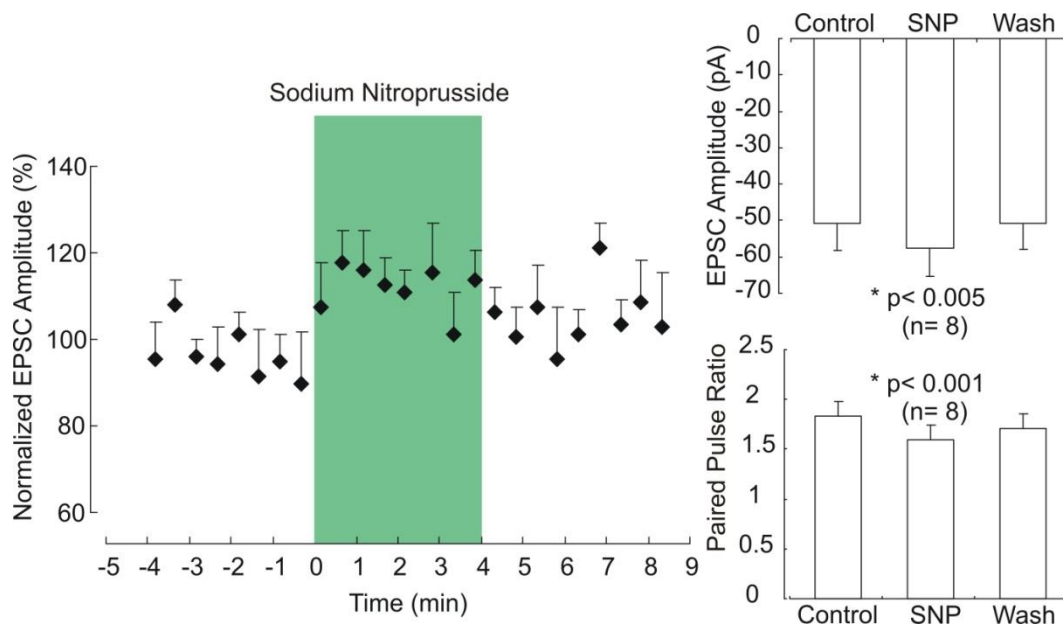 Sodium Nitroprusside
Normalized EPSC Amplitude (%)
140
120
100
80
60
-5 -4 -3 -2 -1 0 1 2 3 4 5 6 7 8 9
Time (min)
Control SNP Wash
EPSC Amplitude (pA)
0
-10
-20
-30
-40
-50
-60
-70
* p< 0.005
(n= 8)
Paired Pulse Ratio
2.5
2
1.5
1
0.5
0
* p< 0.001
(n= 8)
Control SNP Wash